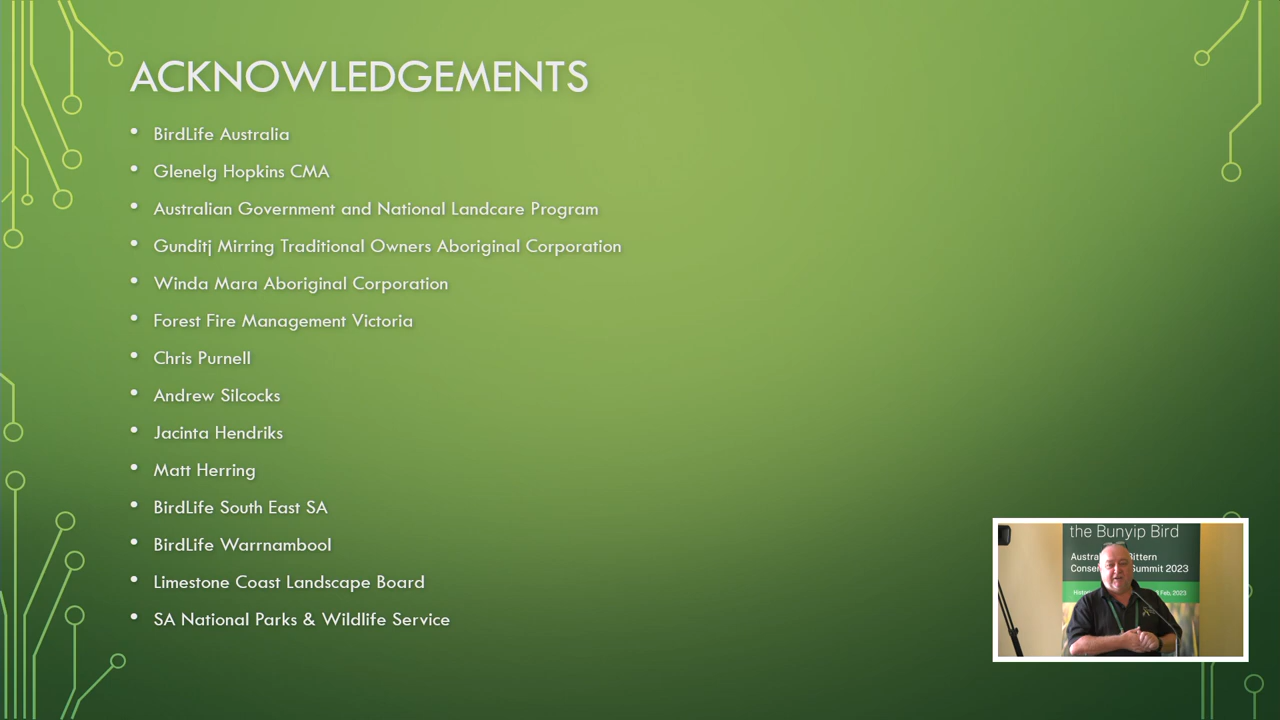 ACKNOWLEDGEMENTS
• BirdLife Australia
• Glenelg Hopkins CMA
• Australian Government and National Landcare Program
• Gunditj Mirring Traditional Owners Aboriginal Corporation
• Winda Mara Aboriginal Corporation
• Forest Fire Management Victoria
• Chris Purnell
• Andrew Silcocks
• Jacinta Hendriks
• Matt Herring
• BirdLife South East SA
• BirdLife Warrnambool
• Limestone Coast Landscape Board
• SA National Parks & Wildlife Service
the Bunyip Bird
Bittern
Summit 2023
Feb, 2023